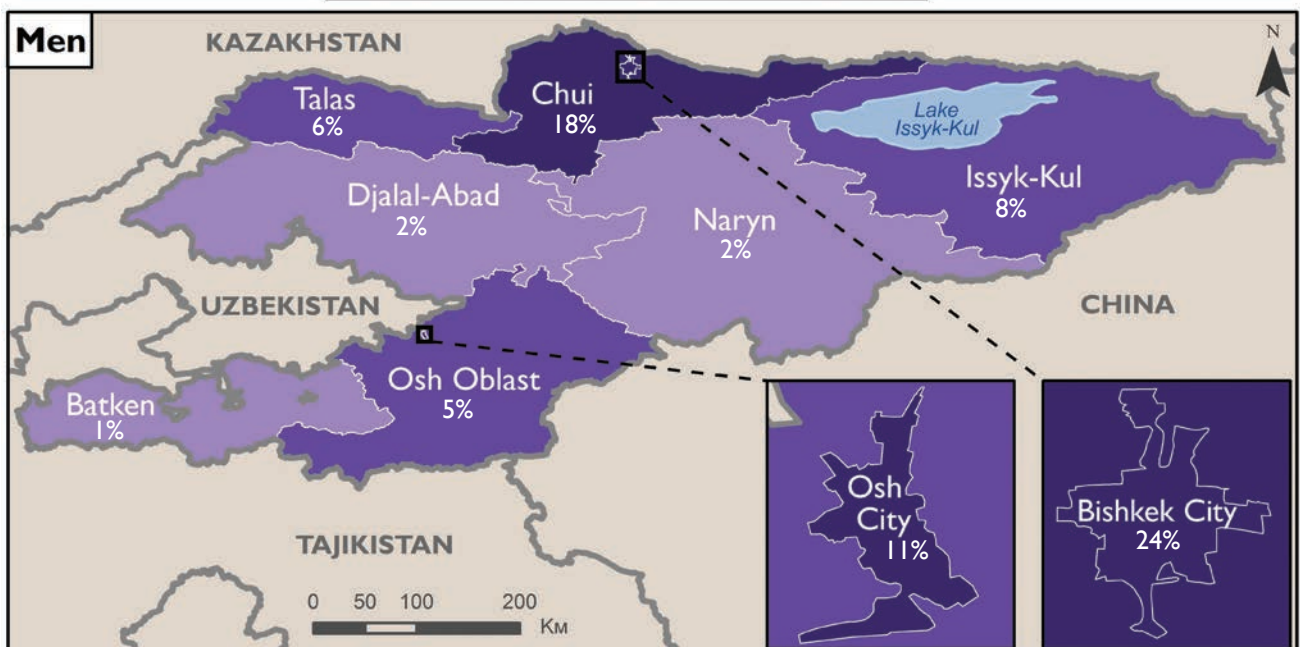 Men
KAZAKHSTAN
N
Talas
6%
Chui
18%
Lake
Issyk-Kul
Issyk-Kul
8%
Djalal-Abad
2%
Naryn
2%
UZBEKISTAN
CHINA
Osh Oblast
5%
Batken
1%
Osh
City
11%
Bishkek City
24%
TAJIKISTAN
0 50 100 200
Км